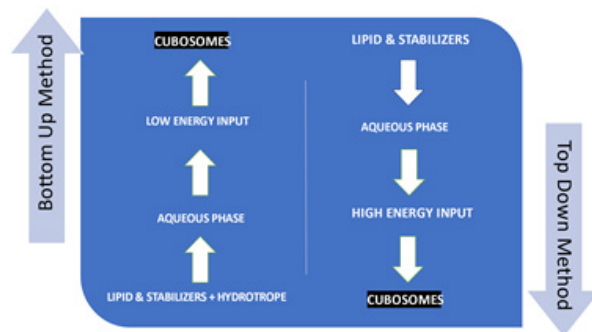 Bottom Up Method
CUBOSOMES
LOW ENERGY INPUT
AQUEOUS PHASE
LIPID & STABILIZERS + HYDROTROPE
LIPID & STABILIZERS
AQUEOUS PHASE
HIGH ENERGY INPUT
CUBOSOMES
Top Down Method